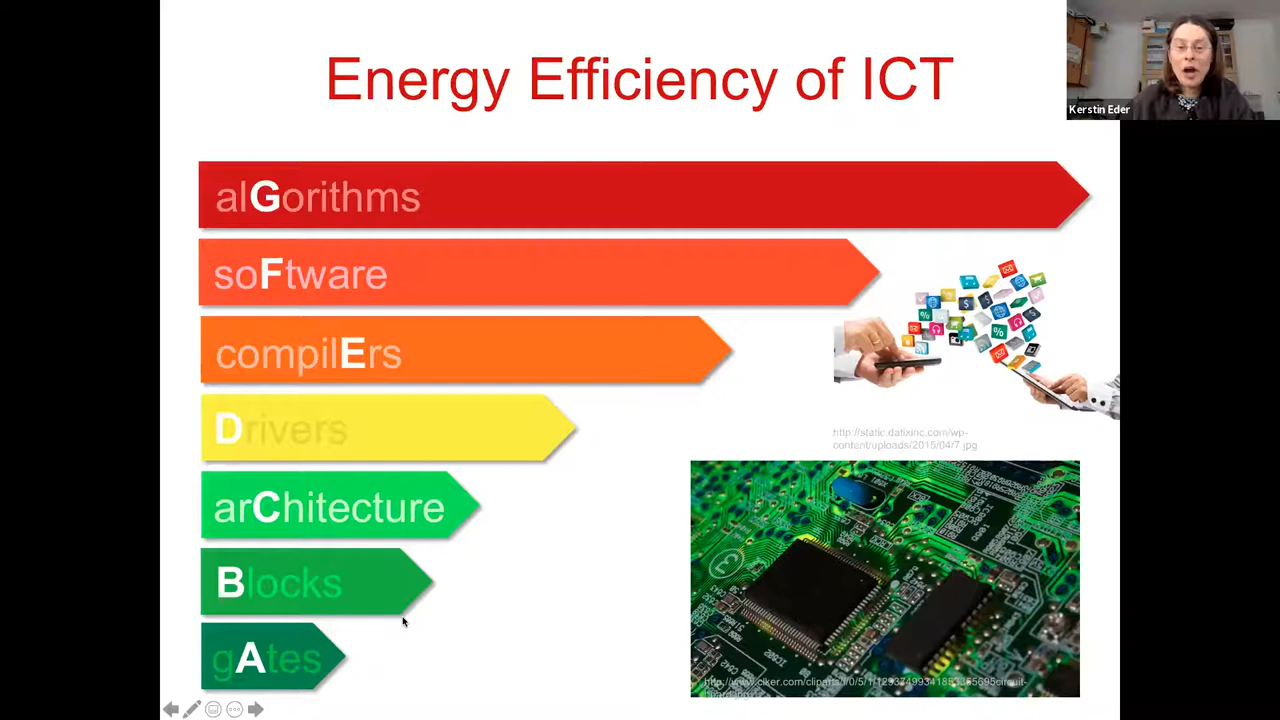 Energy Efficiency of ICT
Kerstin Eder
alGorithms
soFtware
compilErs
Drivers
arChitecture
Blocks
gAtes
http://static.datixinc.com/wp-
content/uploads/2015/04/7.jpg